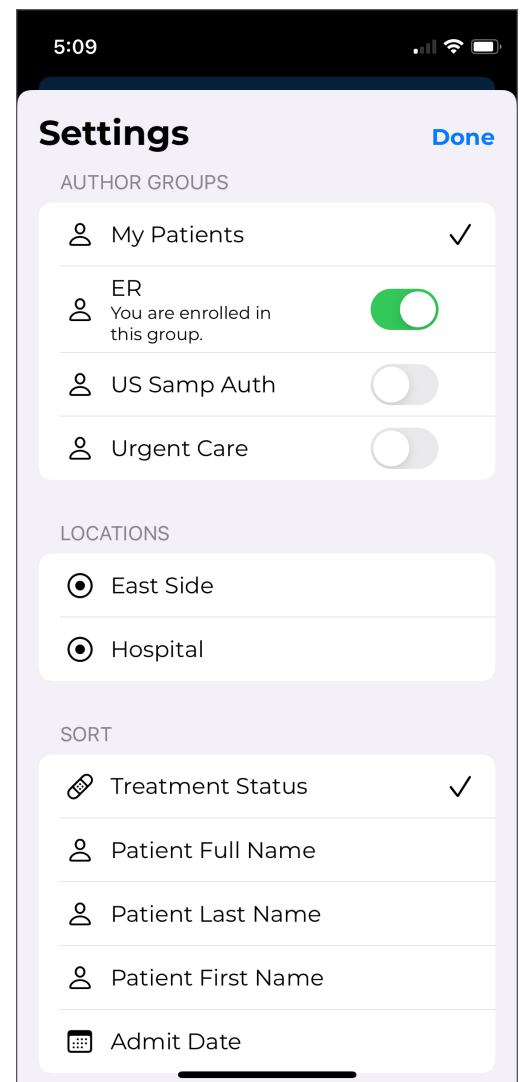 5:09
Settings
Done
AUTHOR GROUPS
My Patients
ER
You are enrolled in
this group.
US Samp Auth
Urgent Care
LOCATIONS
East Side
Hospital
SORT
Treatment Status
Patient Full Name
Patient Last Name
Patient First Name
Admit Date